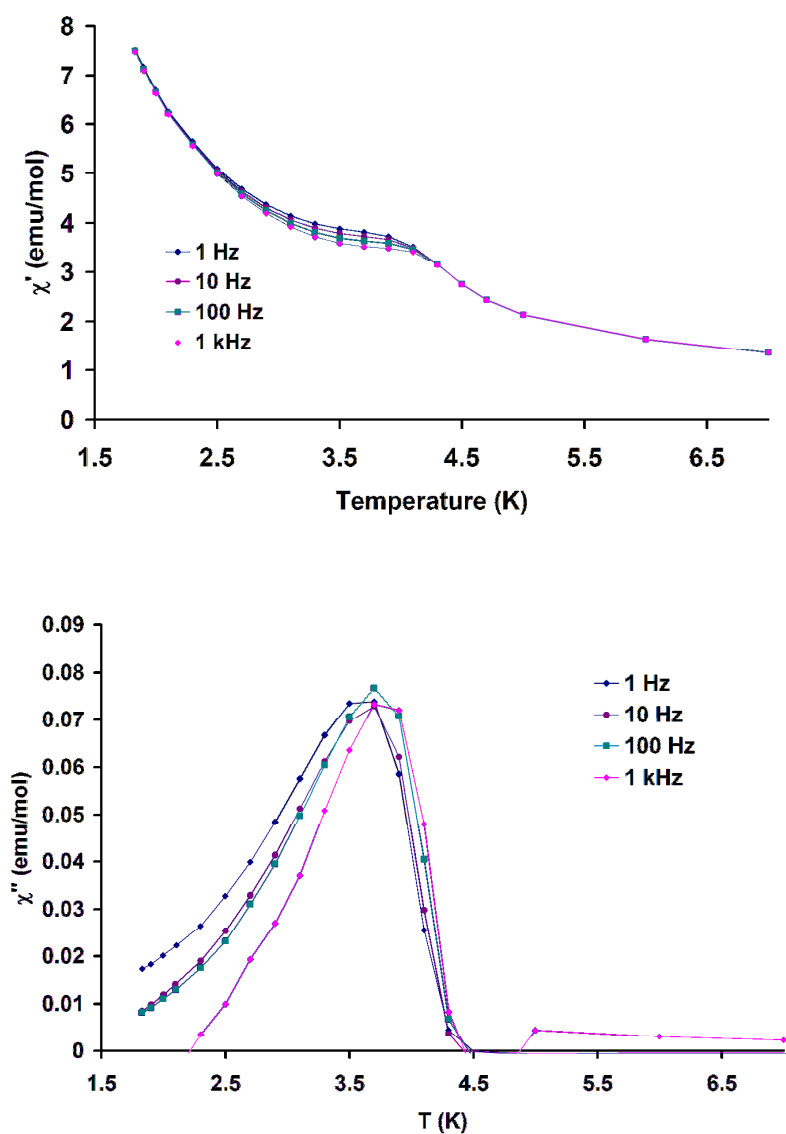 8
7
6
5
4
3
2
1
0
χ' (emu/mol)
1 Hz
10 Hz
100 Hz
1 kHz
1.5 2.5 3.5 4.5 5.5 6.5
Temperature (K)
0.09
0.08
0.07
0.06
0.05
0.04
0.03
0.02
0.01
0
χ" (emu/mol)
1 Hz
10 Hz
100 Hz
1 kHz
1.5 2.5 3.5 4.5 5.5 6.5
T (K)